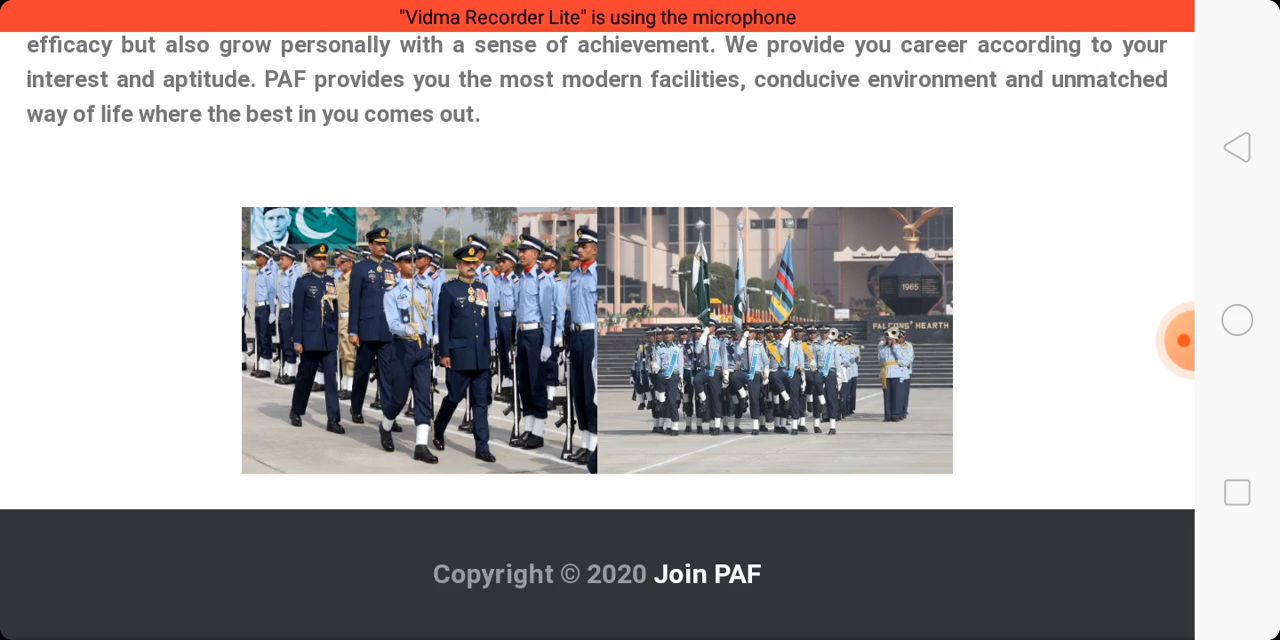 "Vidma Recorder Lite" is using the microphone
efficacy but also grow personally with a sense of achievement. We provide you career according to your
interest and aptitude. PAF provides you the most modern facilities, conducive environment and unmatched
way of life where the best in you comes out.
1965
FALCONS' HEARTH
Copyright © 2020 Join PAF